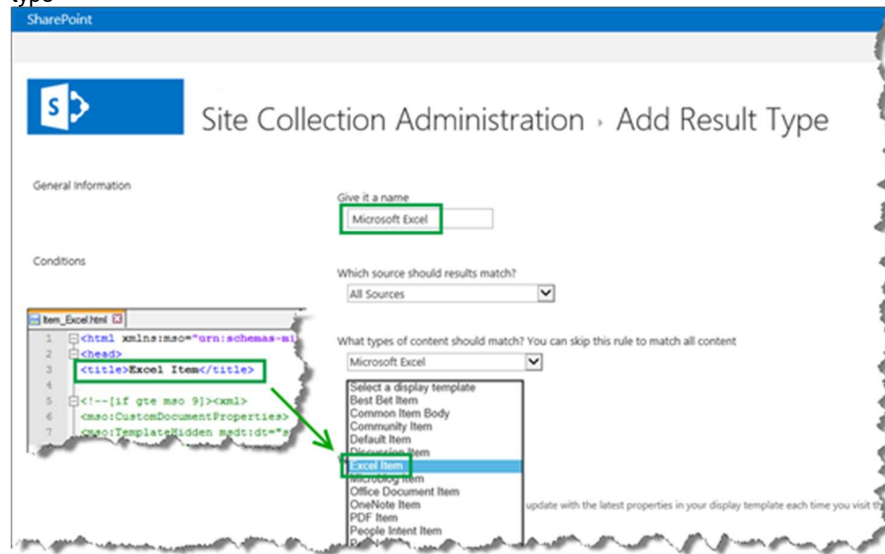 type
SharePoint
S
Site Collection Administration › Add Result Type
General Information
Give it a name
Microsoft Excel
Conditions
Which source should results match?
All Sources
Item_Excel.html
1 <html xmlns:mso="urn:schemas-mi
2 <head>
3 <title>Excel Item</title>
4
5 <!--[if gte mso 9]><xml>
6 <mso:CustomDocumentProperties>
7 <mso:TemplateHidden msdt:dt="s
What types of content should match? You can skip this rule to match all content
Microsoft Excel
Select a display template
Best Bet Item
Common Item Body
Community Item
Default Item
Discussion Item
Excel Item
Microblog Item
Office Document Item
OneNote Item
update with the latest properties in your display template each time you visit th
PDF Item
People Intent Item